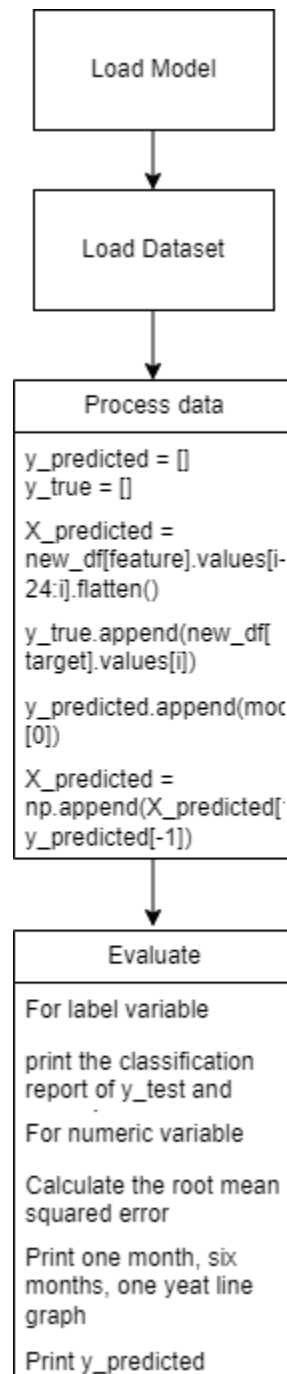 Load Model
Load Dataset
Process data
y_predicted = []
y_true = []
X_predicted =
new_df[feature].values[i-
24:i].flatten()
y_true.append(new_df[
target].values[i])
y_predicted.append(mod
[0])
X_predicted =
np.append(X_predicted[
y_predicted[-1])
Evaluate
For label variable
print the classification
report of y_test and
For numeric variable
Calculate the root mean
squared error
Print one month, six
months, one yeat line
graph
Print y_predicted